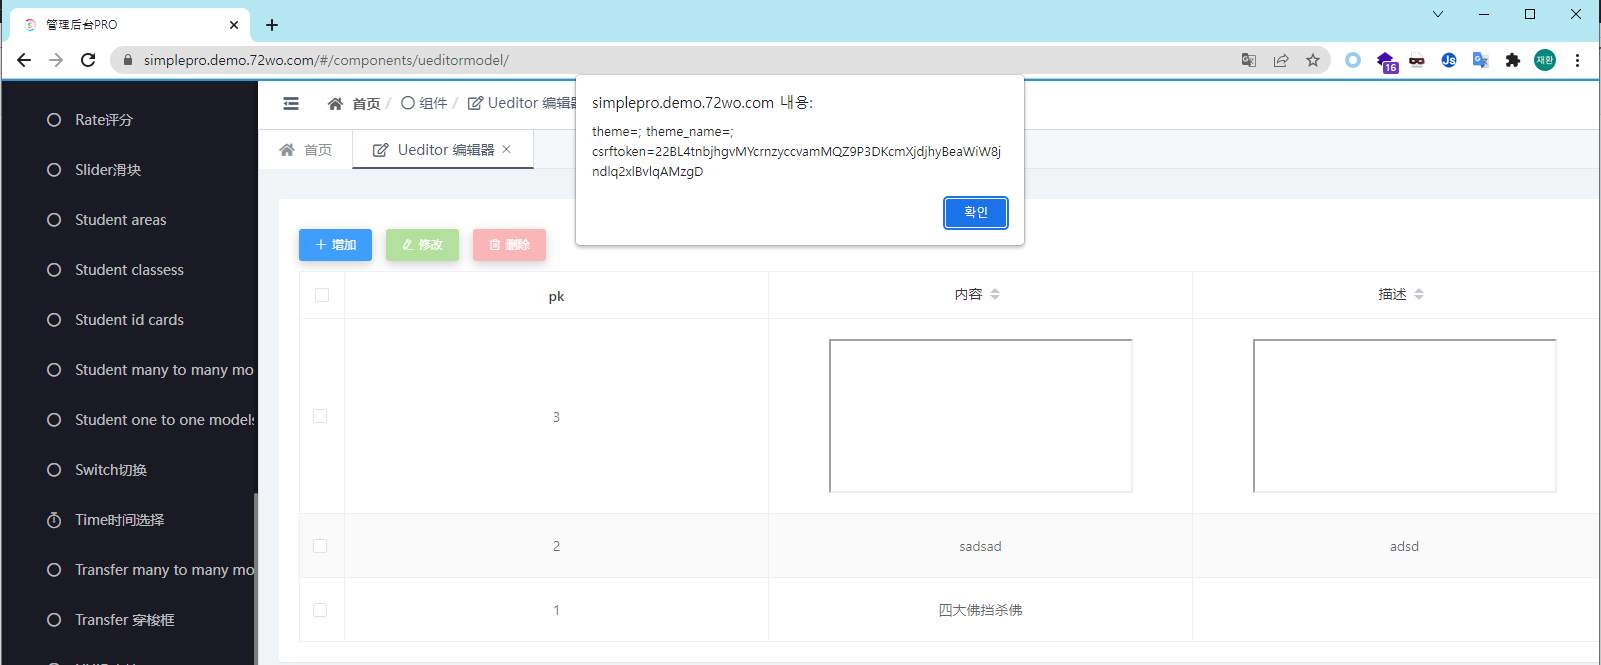 管理后台PRO
simplepro.demo.72wo.com/#/components/ueditormodel/
16
JS
재환
simplepro.demo.72wo.com 내용:
theme=; theme_name=;
csrftoken=22BL4tnbjhgvMYcrnzyccvamMQZ9P3DKcmXjdjhyBeaWiW8j
ndlq2xlBvlqAMzgD
확인
首页 / 组件 / Ueditor 编辑器
首页
Ueditor 编辑器
Rate评分
Slider滑块
Student areas
Student classess
Student id cards
Student many to many mo
Student one to one models
Switch切换
Time时间选择
Transfer many to many mo
Transfer 穿梭框
增加 修改 删除
pk 内容 描述
3
2 sadsad adsd
1 四大佛挡杀佛